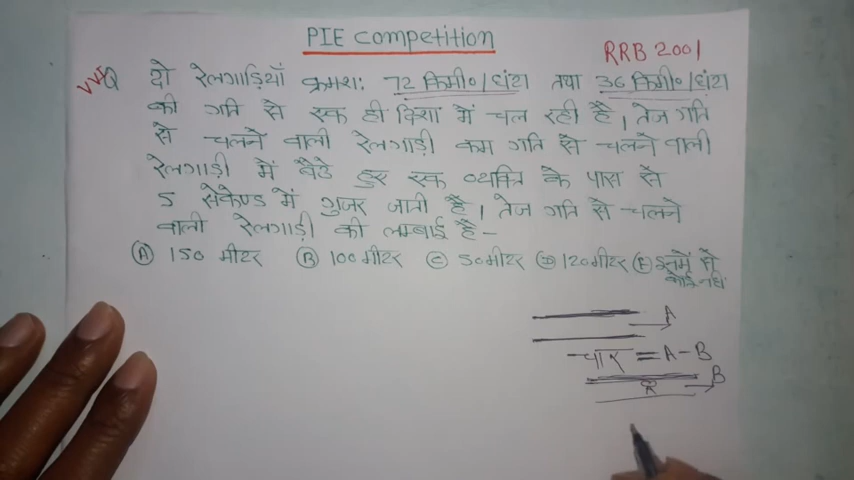 PIE Competition
RRB 2001
VVI Q दो रेलगाड़ियाँ क्रमशः 72 किमी०/घंटा तथा 36 किमी०/घंटा
की गति से एक ही दिशा में चल रही है, तेज गति
से चलने वाली रेलगाड़ी कम गति से चलने वाली
रेलगाड़ी में बैठे हुए एक व्यक्ति के पास से
5 सेकेण्ड में गुजर जाती है, तेज गति से चलने
वाली रेलगाड़ी की लम्बाई है -
(A) 150 मीटर (B) 100 मीटर (C) 50 मीटर (D) 120 मीटर (E) इनमें से
कोई नहीं
A
चाल = A - B
B